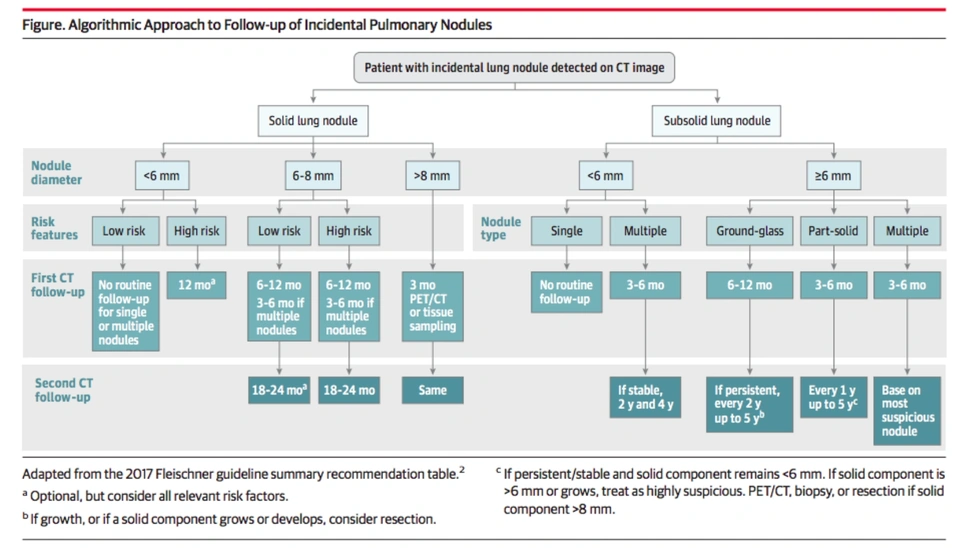 Figure. Algorithmic Approach to Follow-up of Incidental Pulmonary Nodules
Patient with incidental lung nodule detected on CT image
Solid lung nodule
Subsolid lung nodule
Nodule
diameter
<6 mm
6-8 mm
>8 mm
<6 mm
≥6 mm
Risk
features
Low risk
High risk
Low risk
High risk
Nodule
type
Single
Multiple
Ground-glass
Part-solid
Multiple
First CT
follow-up
No routine
follow-up
for single
or multiple
nodules
12 moᵃ
6-12 mo
3-6 mo if
multiple
nodules
6-12 mo
3-6 mo if
multiple
nodules
3 mo
PET/CT
or tissue
sampling
No routine
follow-up
3-6 mo
6-12 mo
3-6 mo
3-6 mo
Second CT
follow-up
18-24 moᵃ
18-24 mo
Same
If stable,
2 y and 4 y
If persistent,
every 2 y
up to 5 yᵇ
Every 1 y
up to 5 yᶜ
Base on
most
suspicious
nodule
Adapted from the 2017 Fleischner guideline summary recommendation table.²
ᵃ Optional, but consider all relevant risk factors.
ᵇ If growth, or if a solid component grows or develops, consider resection.
ᶜ If persistent/stable and solid component remains <6 mm. If solid component is
>6 mm or grows, treat as highly suspicious. PET/CT, biopsy, or resection if solid
component >8 mm.